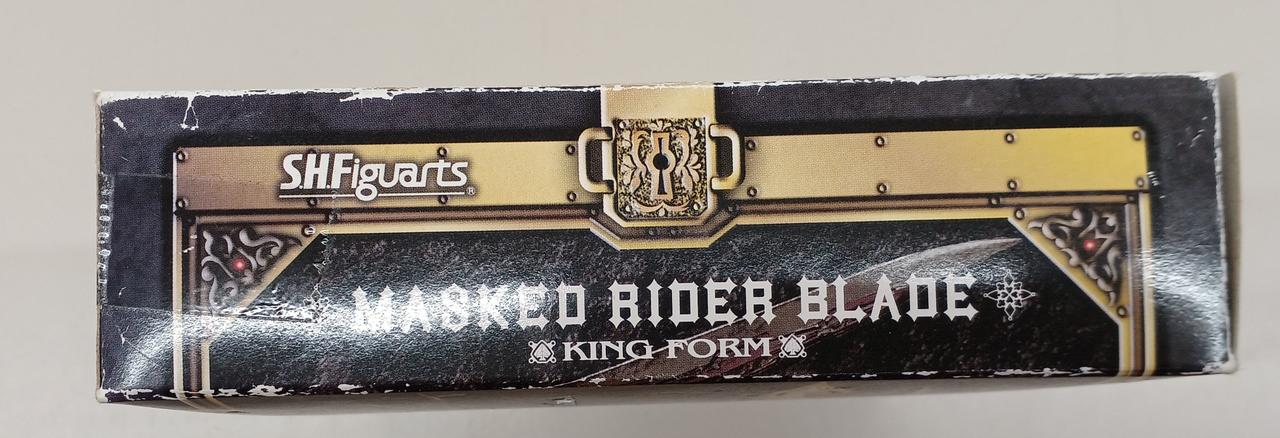 S.H.Figuarts®
MASKED RIDER BLADE
KING FORM